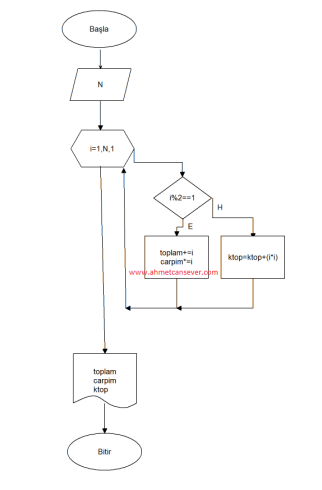 Başla
N
i=1,N,1
i%2==1
H
E
toplam+=i
carpim*=i
ktop=ktop+(i*i)
www.ahmetcansever.com
toplam
carpim
ktop
Bitir